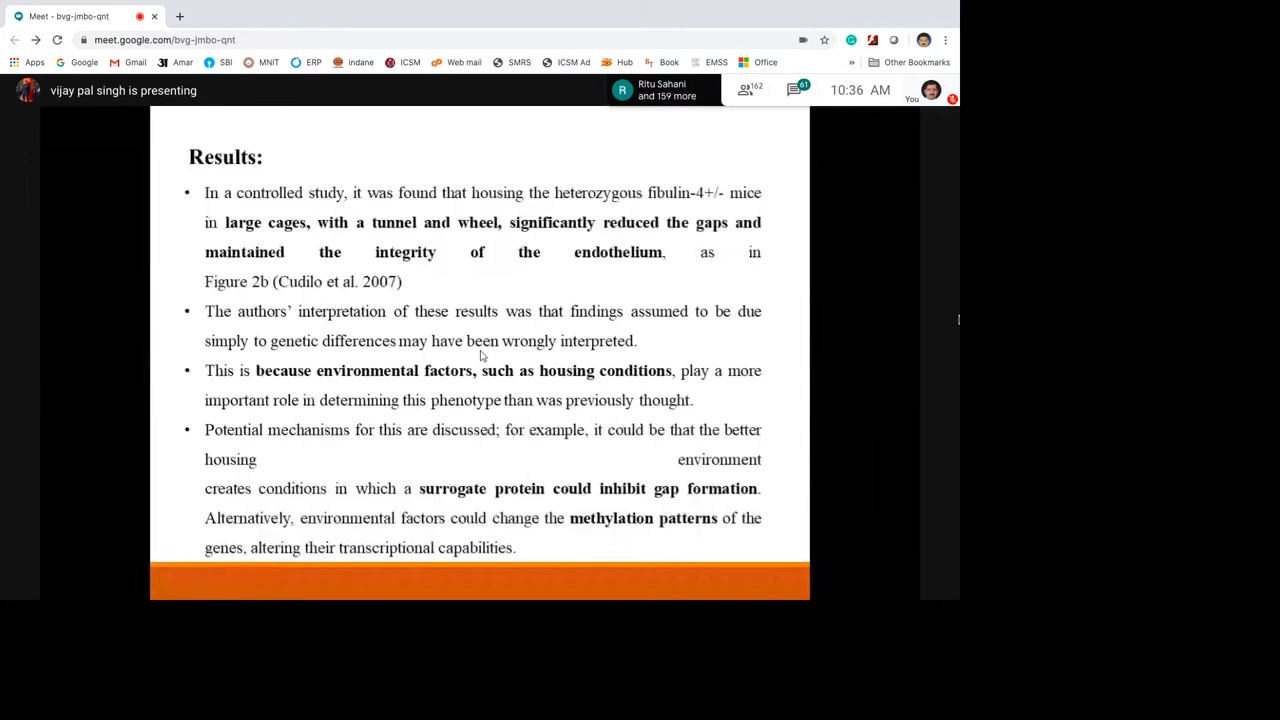 Meet - bvg-jmbo-qnt
meet.google.com/bvg-jmbo-qnt
Apps Google Gmail Amar SBI MNIT ERP indane ICSM Web mail SMRS ICSM Ad Hub Book EMSS Office » Other Bookmarks
vijay pal singh is presenting
R Ritu Sahani
and 159 more
162
61
10:36 AM
You
Results:
• In a controlled study, it was found that housing the heterozygous fibulin-4+/- mice
in large cages, with a tunnel and wheel, significantly reduced the gaps and
maintained the integrity of the endothelium, as in
Figure 2b (Cudilo et al. 2007)
• The authors’ interpretation of these results was that findings assumed to be due
simply to genetic differences may have been wrongly interpreted.
• This is because environmental factors, such as housing conditions, play a more
important role in determining this phenotype than was previously thought.
• Potential mechanisms for this are discussed; for example, it could be that the better
housing environment
creates conditions in which a surrogate protein could inhibit gap formation.
Alternatively, environmental factors could change the methylation patterns of the
genes, altering their transcriptional capabilities.